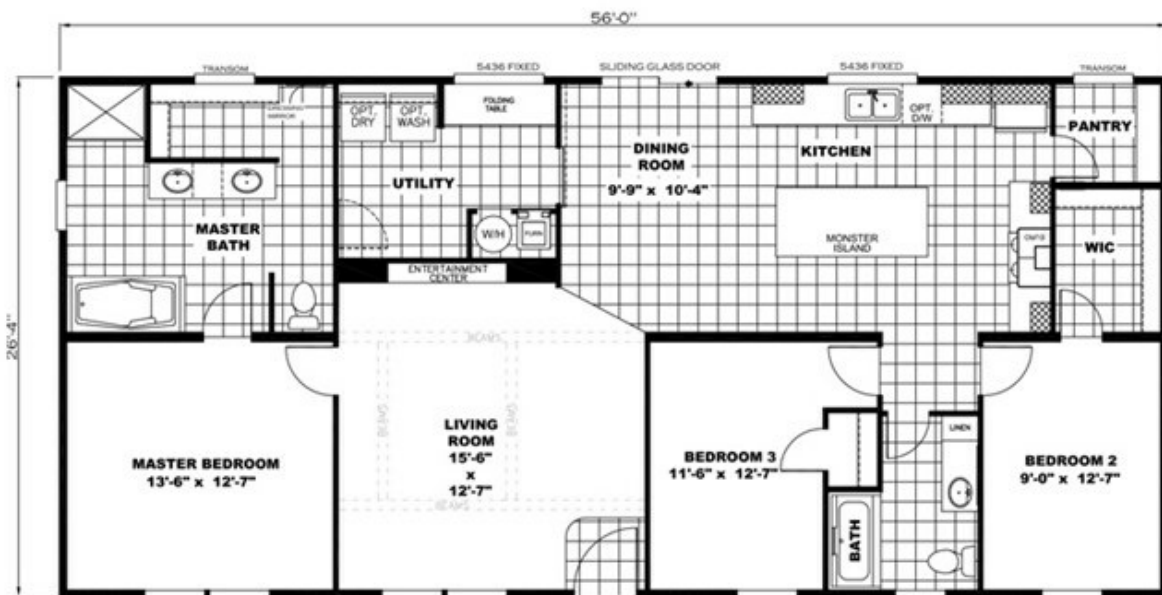 56'-0"
TRANSOM
5436 FIXED
SLIDING GLASS DOOR
5436 FIXED
TRANSOM
MIRROR
OPT.
DRY
OPT.
WASH
FOLDING
TABLE
OPT.
D/W
PANTRY
DINING
ROOM
9'-9" x 10'-4"
KITCHEN
UTILITY
MASTER
BATH
W/H
FURN
MONSTER
ISLAND
WIC
ENTERTAINMENT
CENTER
26'-4"
BEAMS
BEAMS
BEAMS
BEAMS
MASTER BEDROOM
13'-6" x 12'-7"
LIVING
ROOM
15'-6"
x
12'-7"
BEDROOM 3
11'-6" x 12'-7"
LINEN
BEDROOM 2
9'-0" x 12'-7"
BATH